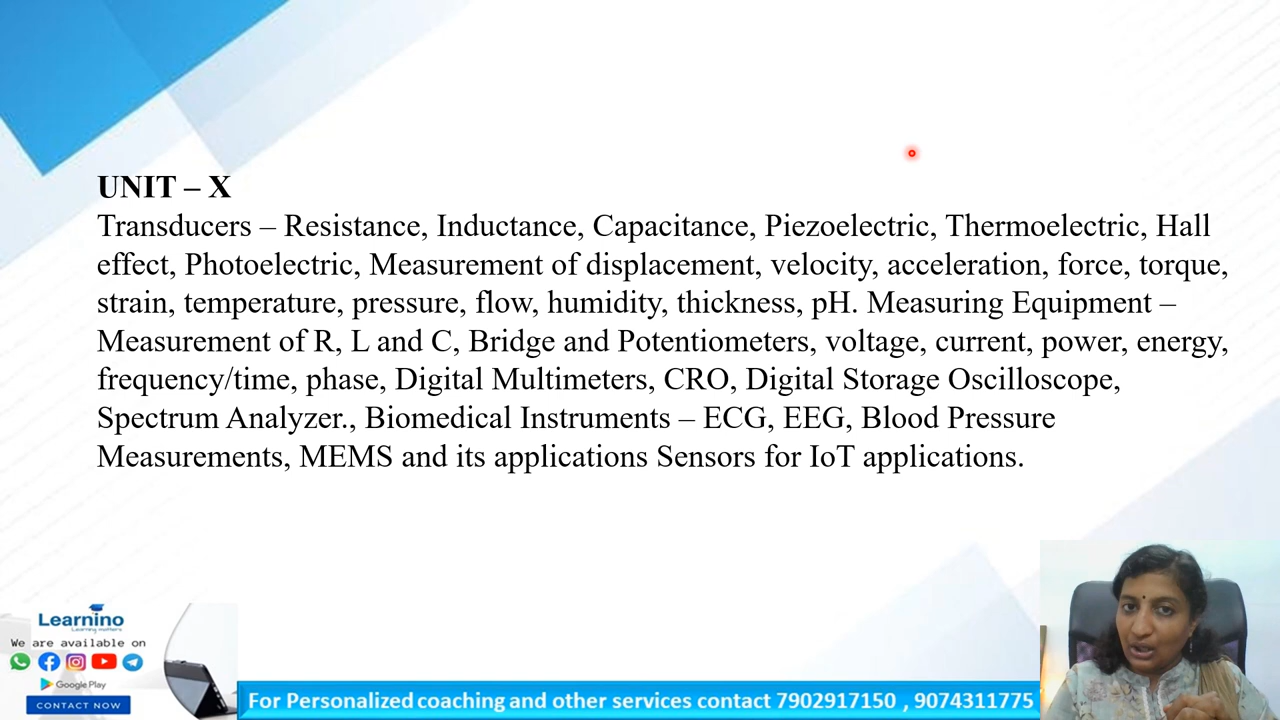 UNIT – X
Transducers – Resistance, Inductance, Capacitance, Piezoelectric, Thermoelectric, Hall
effect, Photoelectric, Measurement of displacement, velocity, acceleration, force, torque,
strain, temperature, pressure, flow, humidity, thickness, pH. Measuring Equipment –
Measurement of R, L and C, Bridge and Potentiometers, voltage, current, power, energy,
frequency/time, phase, Digital Multimeters, CRO, Digital Storage Oscilloscope,
Spectrum Analyzer., Biomedical Instruments – ECG, EEG, Blood Pressure
Measurements, MEMS and its applications Sensors for IoT applications.
Learnino
Learning matters
We are available on
Google Play
CONTACT NOW
For Personalized coaching and other services contact 7902917150 , 9074311775